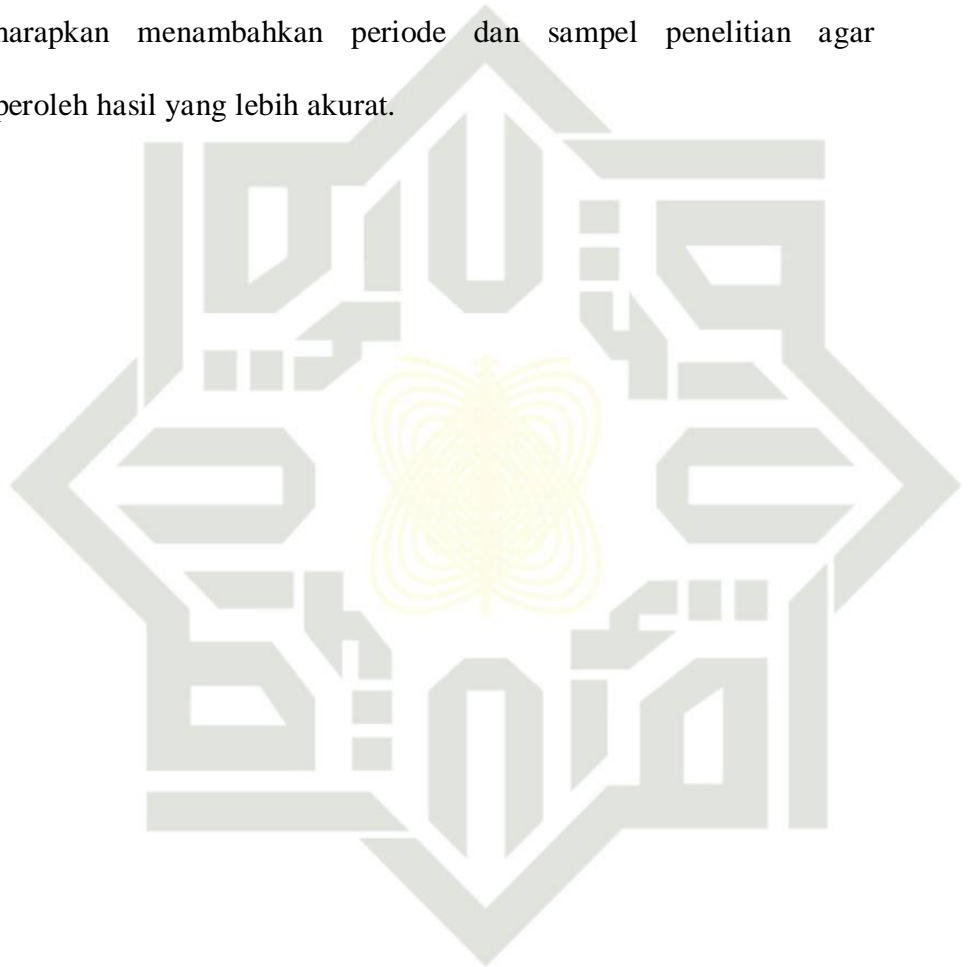 harapkan menambahkan periode dan sampel penelitian agar
peroleh hasil yang lebih akurat.